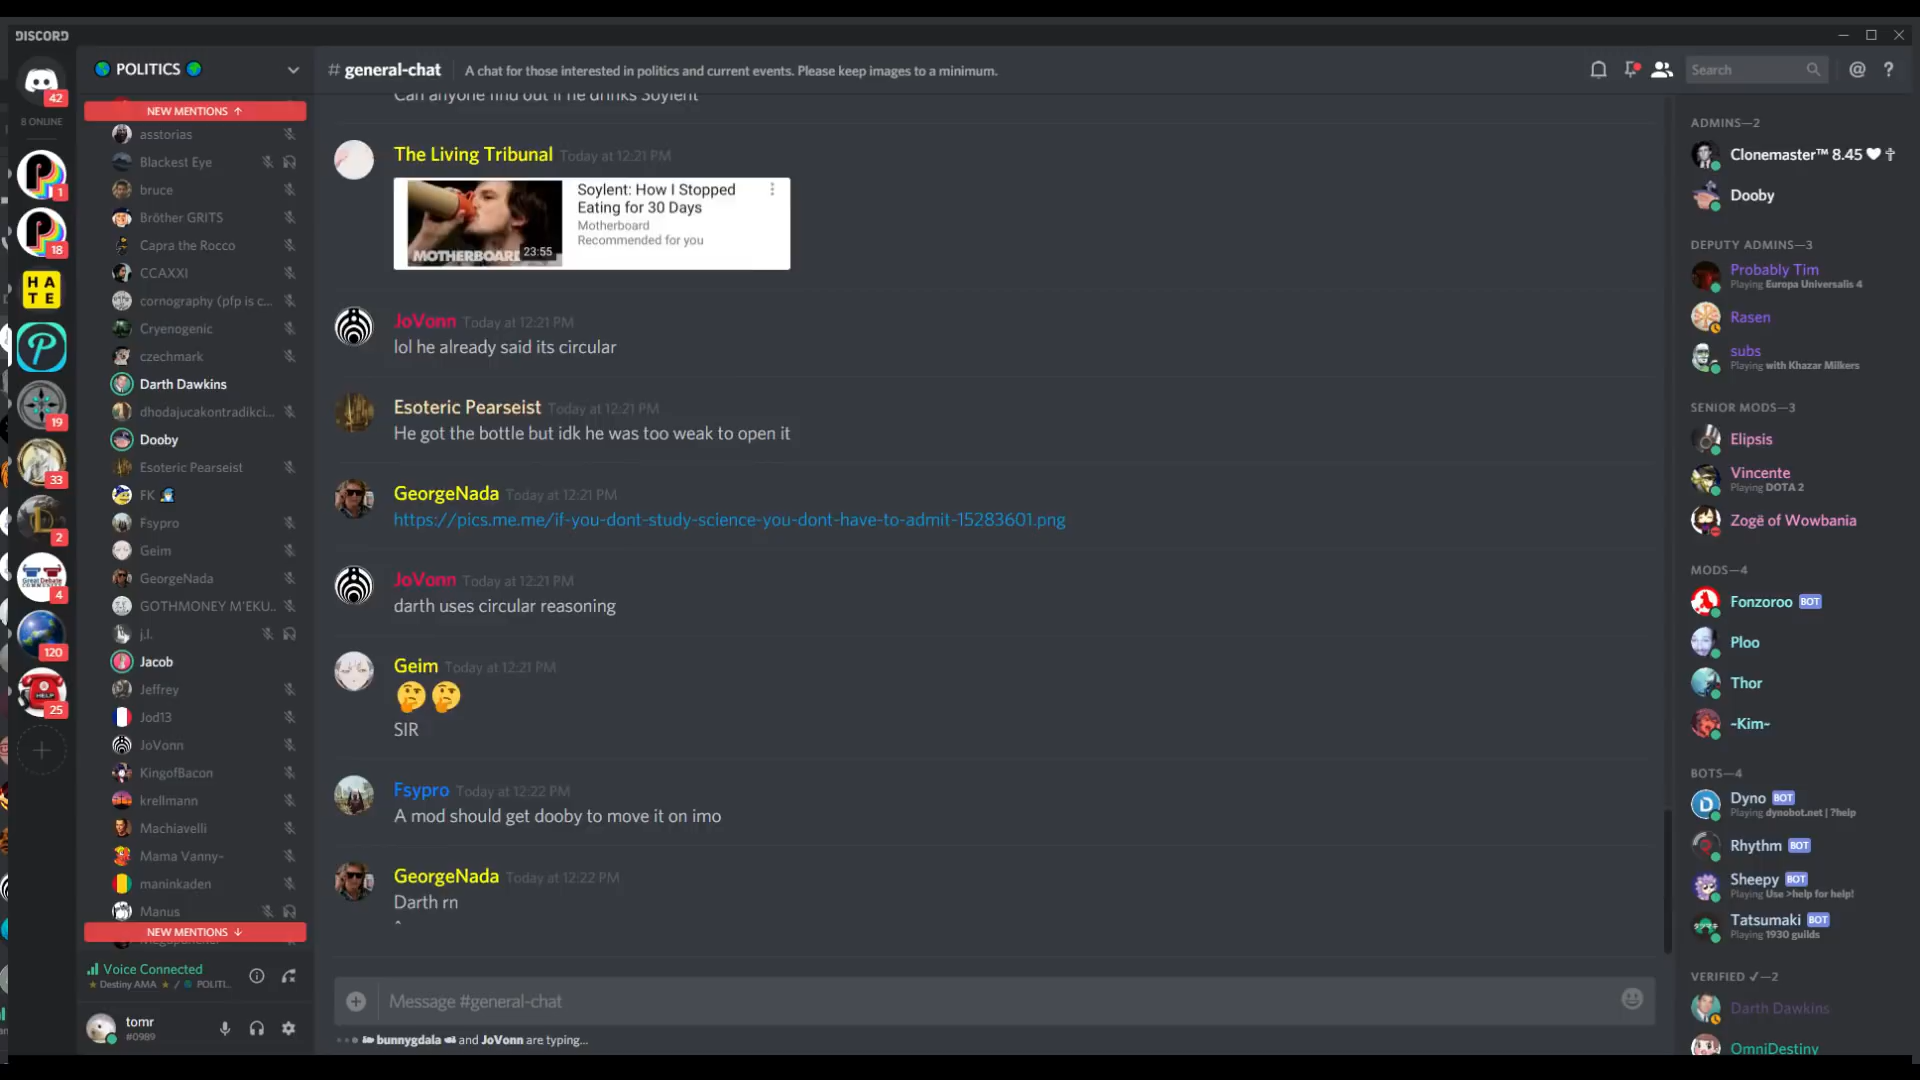 DISCORD
42
8 ONLINE
1
18
HATE
19
33
2
4
120
25
POLITICS
NEW MENTIONS ↑
asstorias
Blackest Eye
bruce
Bröther GRITS
Capra the Rocco
CCAXXI
cornography (pfp is c...
Cryenogenic
czechmark
Darth Dawkins
dhodajucakontradikci...
Dooby
Esoteric Pearseist
FK
Fsypro
Geim
GeorgeNada
GOTHMONEY M'EKU...
j.l.
Jacob
Jeffrey
Jod13
JoVonn
KingofBacon
krellmann
Machiavelli
Mama Vanny~
maninkaden
Manus
NEW MENTIONS ↓
Voice Connected
★ Destiny AMA ★ / POLITI...
tomr
#0989
# general-chat
A chat for those interested in politics and current events. Please keep images to a minimum.
Search
Can anyone find out if he drinks Soylent
The Living Tribunal Today at 12:21 PM
Soylent: How I Stopped
Eating for 30 Days
Motherboard
Recommended for you
MOTHERBOARD
23:55
JoVonn Today at 12:21 PM
lol he already said its circular
Esoteric Pearseist Today at 12:21 PM
He got the bottle but idk he was too weak to open it
GeorgeNada Today at 12:21 PM
https://pics.me.me/if-you-dont-study-science-you-dont-have-to-admit-15283601.png
JoVonn Today at 12:21 PM
darth uses circular reasoning
Geim Today at 12:21 PM
🤔🤔
SIR
Fsypro Today at 12:22 PM
A mod should get dooby to move it on imo
GeorgeNada Today at 12:22 PM
Darth rn
^
Message #general-chat
bunnygdala and JoVonn are typing...
ADMINS—2
Clonemaster™ 8.45 ♥ ✝
Dooby
DEPUTY ADMINS—3
Probably Tim
Playing Europa Universalis 4
Rasen
subs
Playing with Khazar Milkers
SENIOR MODS—3
Elipsis
Vincente
Playing DOTA 2
Zogë of Wowbania
MODS—4
Fonzoroo BOT
Ploo
Thor
-Kim-
BOTS—4
Dyno BOT
Playing dynobot.net | ?help
Rhythm BOT
Sheepy BOT
Playing Use >help for help!
Tatsumaki BOT
Playing 1930 guilds
VERIFIED ✓—2
Darth Dawkins
OmniDestiny